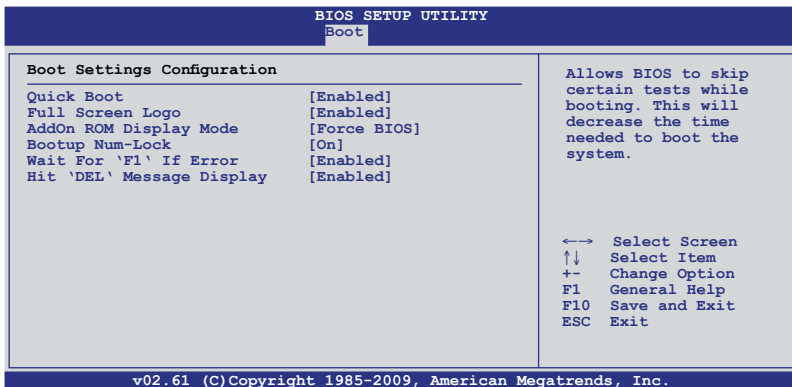 BIOS SETUP UTILITY
Boot
Boot Settings Configuration
Quick Boot [Enabled]
Full Screen Logo [Enabled]
AddOn ROM Display Mode [Force BIOS]
Bootup Num-Lock [On]
Wait For ‘F1‘ If Error [Enabled]
Hit ‘DEL‘ Message Display [Enabled]
Allows BIOS to skip
certain tests while
booting. This will
decrease the time
needed to boot the
system.
←→ Select Screen
↑↓ Select Item
+- Change Option
F1 General Help
F10 Save and Exit
ESC Exit
v02.61 (C)Copyright 1985-2009, American Megatrends, Inc.